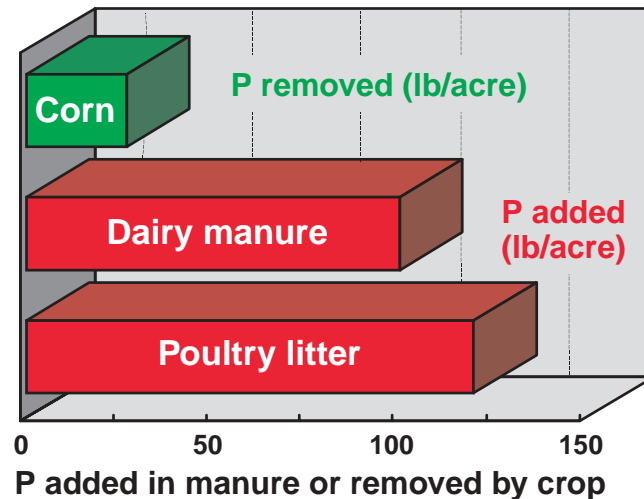 P removed (lb/acre)
Corn
Dairy manure
P added
(lb/acre)
Poultry litter
0 50 100 150
P added in manure or removed by crop